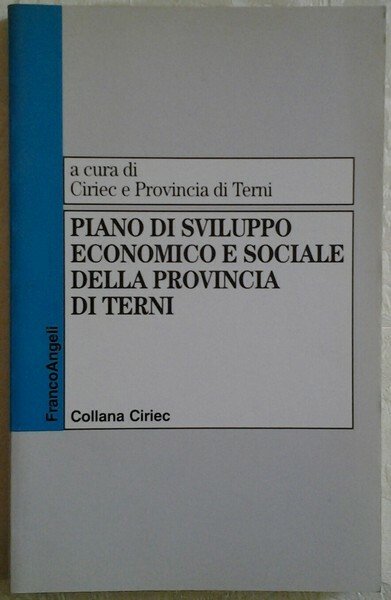 a cura di
Ciriec e Provincia di Terni
PIANO DI SVILUPPO
ECONOMICO E SOCIALE
DELLA PROVINCIA
DI TERNI
FrancoAngeli
Collana Ciriec